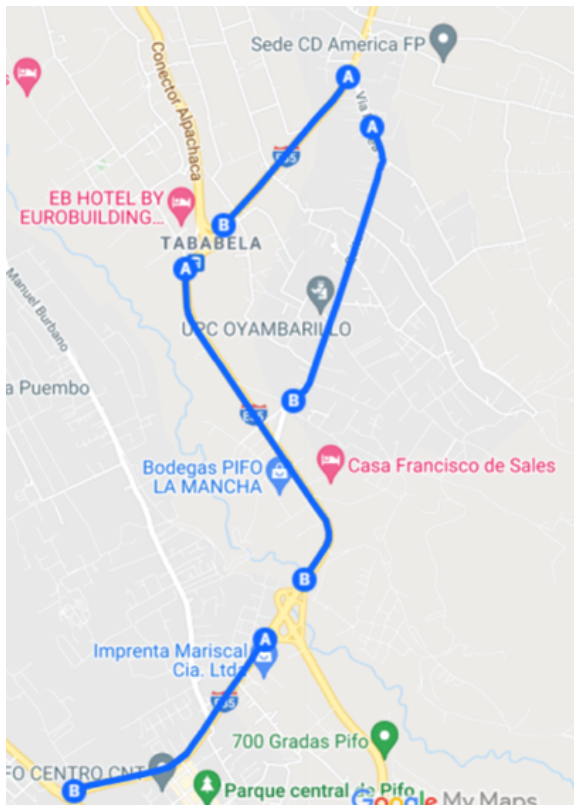 Sede CD America FP
A
Conector Alpachaca
Vía
A
E35
EB HOTEL BY
EUROBUILDING...
B
TABABELA
A
Manuel Burbano
UPC OYAMBARILLO
a Puembo
B
E35
Bodegas PIFO
LA MANCHA
Casa Francisco de Sales
B
A
Imprenta Mariscal
Cia. Ltda
E35
700 Gradas Pifo
FO CENTRO CNT
B
Parque central de Pifo
Google My Maps